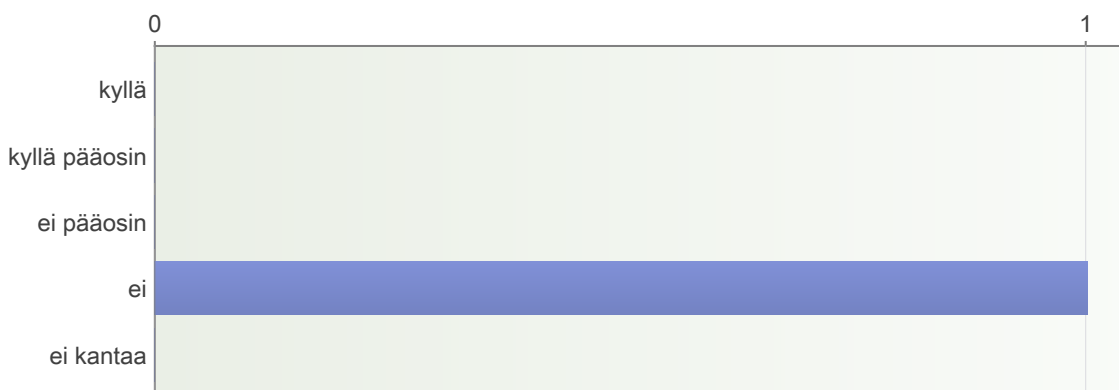 0 1
kyllä
kyllä pääosin
ei pääosin
ei
ei kantaa